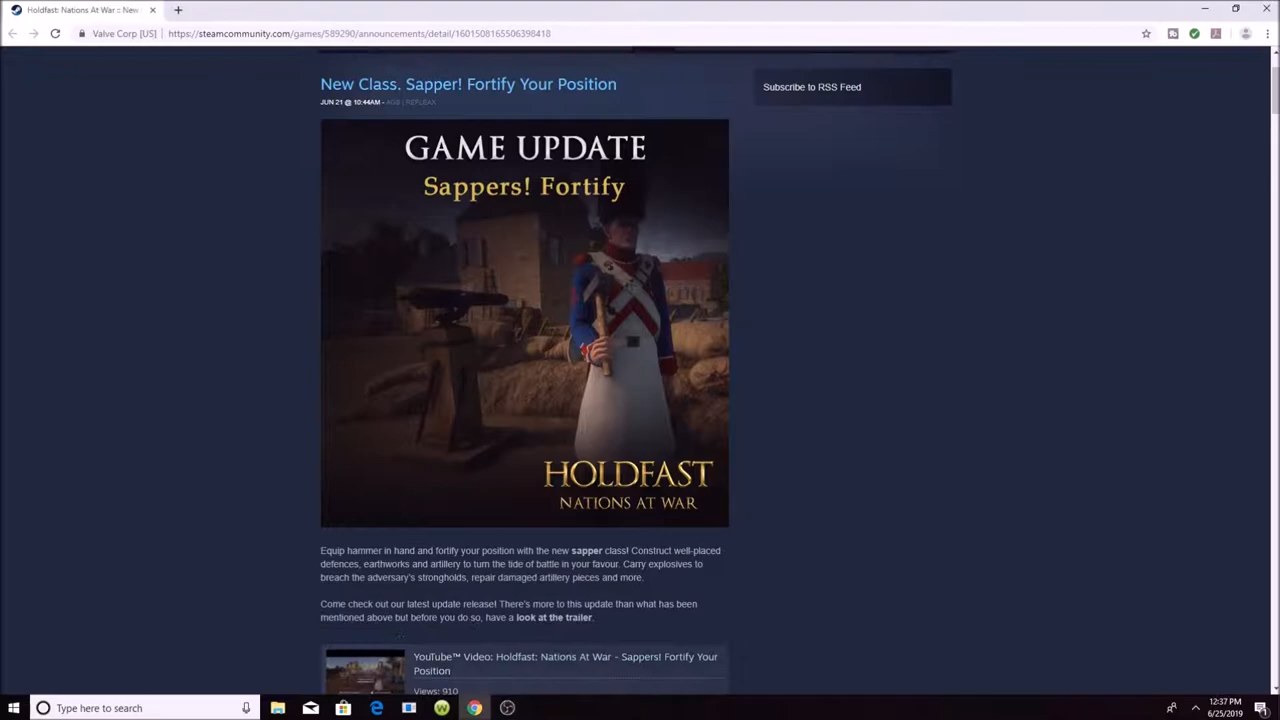 Holdfast: Nations At War :: New
Valve Corp [US]
https://steamcommunity.com/games/589290/announcements/detail/1601508165506398418
New Class. Sapper! Fortify Your Position
JUN 21 @ 10:44AM - AGS | REFLEAX
Subscribe to RSS Feed
GAME UPDATE
Sappers! Fortify
HOLDFAST
NATIONS AT WAR
Equip hammer in hand and fortify your position with the new sapper class! Construct well-placed
defences, earthworks and artillery to turn the tide of battle in your favour. Carry explosives to
breach the adversary's strongholds, repair damaged artillery pieces and more.
Come check out our latest update release! There's more to this update than what has been
mentioned above but before you do so, have a look at the trailer.
YouTube™ Video: Holdfast: Nations At War - Sappers! Fortify Your
Position
Views: 910
Type here to search
12:37 PM
6/25/2019